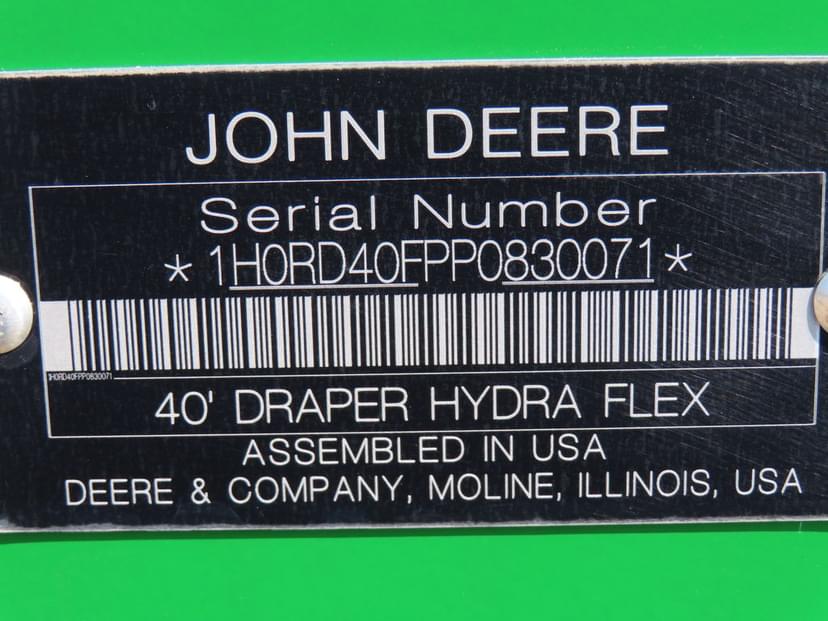 JOHN DEERE
Serial Number
*1H0RD40FPP0830071*
1H0RD40FPP0830071
40' DRAPER HYDRA FLEX
ASSEMBLED IN USA
DEERE & COMPANY, MOLINE, ILLINOIS, USA